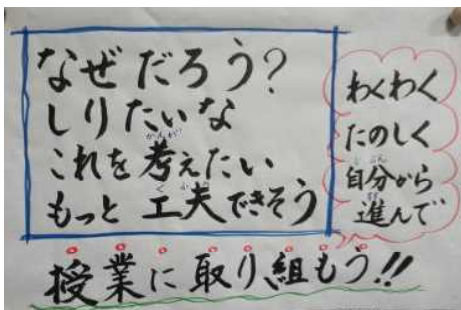 なぜだろう?
しりたいな
これを考えたい
もっと工夫できそう
わくわく
たのしく
自分から
進んで
授業に取り組もう!!